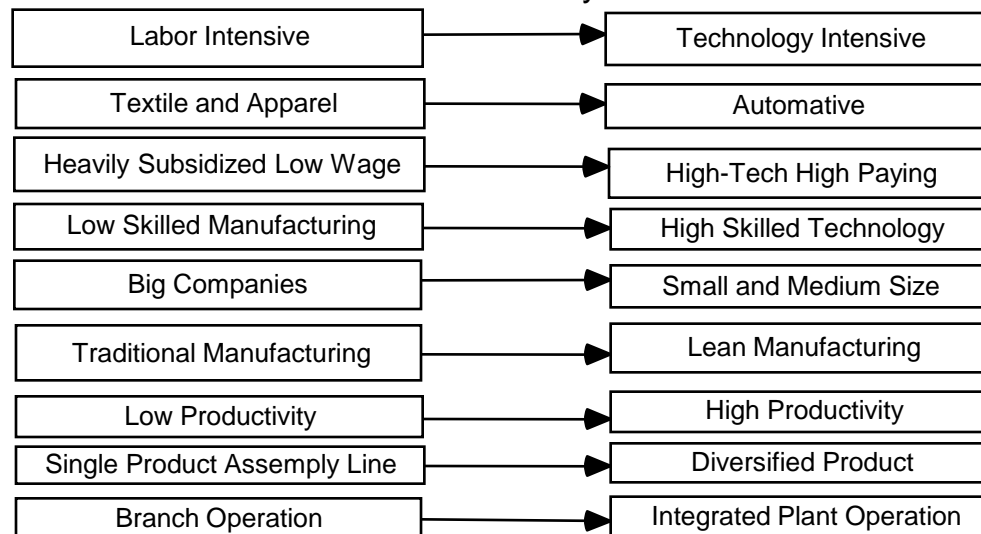 Labor Intensive
Technology Intensive
Textile and Apparel
Automative
Heavily Subsidized Low Wage
High-Tech High Paying
Low Skilled Manufacturing
High Skilled Technology
Big Companies
Small and Medium Size
Traditional Manufacturing
Lean Manufacturing
Low Productivity
High Productivity
Single Product Assemply Line
Diversified Product
Branch Operation
Integrated Plant Operation